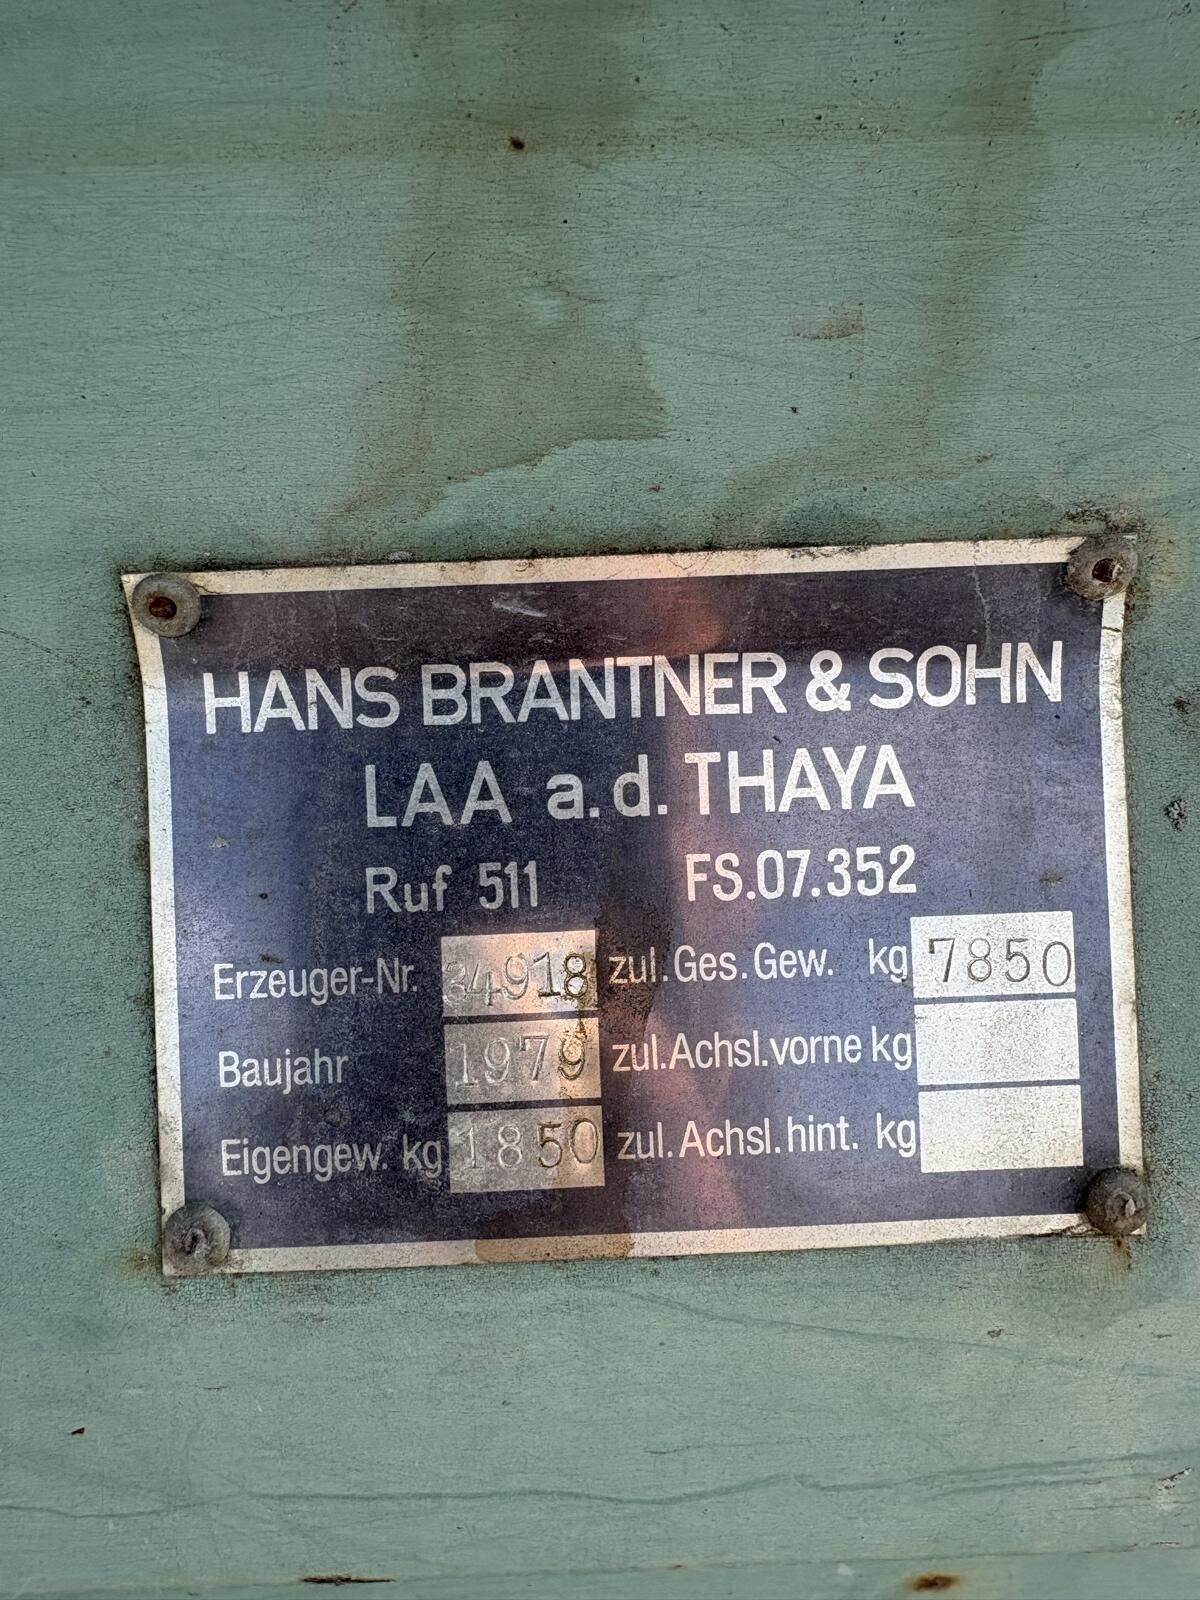 HANS BRANTNER & SOHN
LAA a.d. THAYA
Ruf 511 FS.07.352
Erzeuger-Nr. 34918 zul.Ges.Gew. kg 7850
Baujahr 1979 zul.Achsl.vorne kg
Eigengew. kg 1850 zul.Achsl.hint. kg